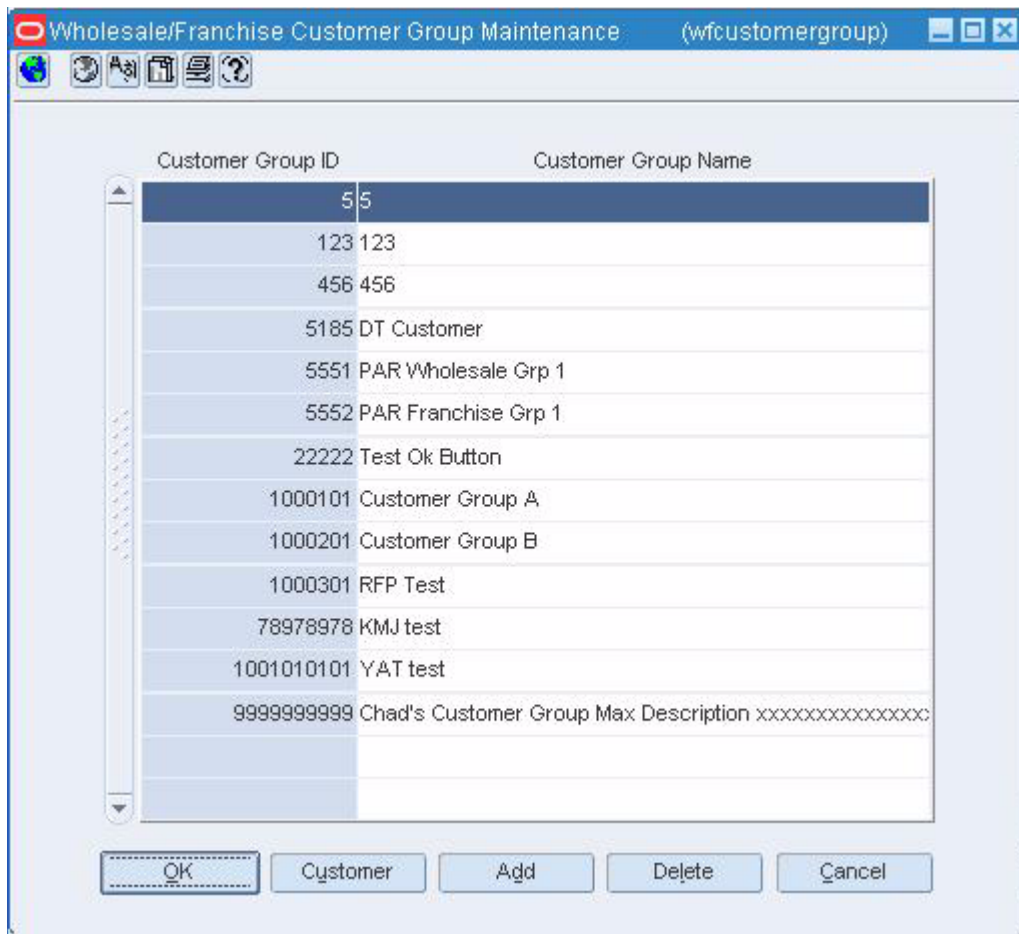 Wholesale/Franchise Customer Group Maintenance (wfcustomergroup)
Customer Group ID Customer Group Name
5 5
123 123
456 456
5185 DT Customer
5551 PAR Wholesale Grp 1
5552 PAR Franchise Grp 1
22222 Test Ok Button
1000101 Customer Group A
1000201 Customer Group B
1000301 RFP Test
78978978 KMJ test
1001010101 YAT test
9999999999 Chad's Customer Group Max Description xxxxxxxxxxxxxxx
OK Customer Add Delete Cancel